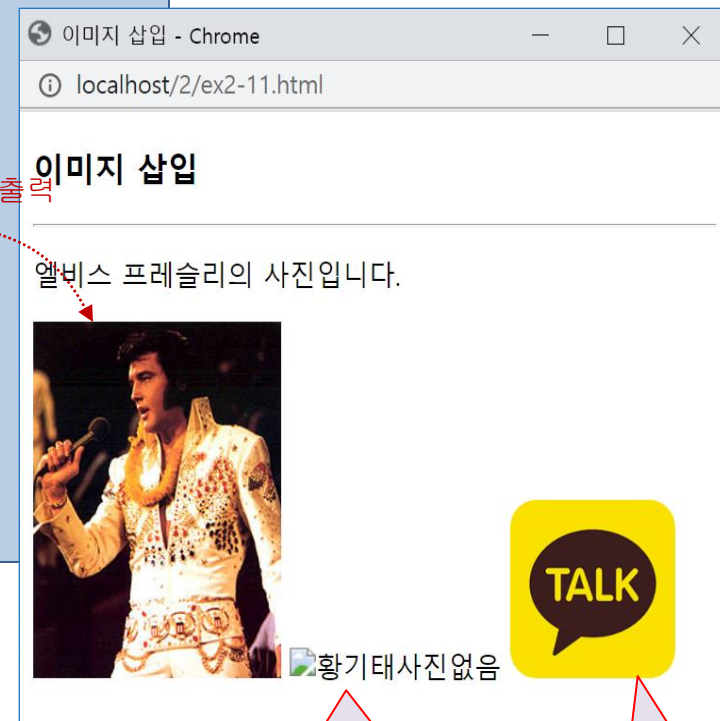 이미지 삽입 - Chrome
localhost/2/ex2-11.html
이미지 삽입
출력
엘비스 프레슬리의 사진입니다.
황기태사진없음
TALK